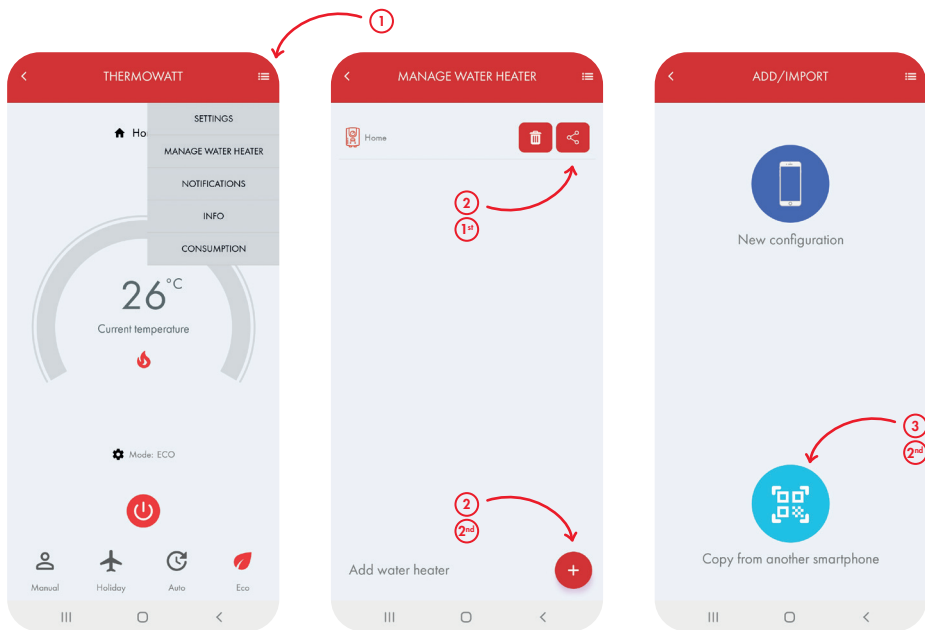 1
THERMOWATT
Ho
SETTINGS
MANAGE WATER HEATER
NOTIFICATIONS
INFO
CONSUMPTION
26°C
Current temperature
Mode: ECO
Manual
Holiday
Auto
Eco
MANAGE WATER HEATER
Home
2
1st
2
2nd
Add water heater
+
ADD/IMPORT
New configuration
3
2nd
Copy from another smartphone